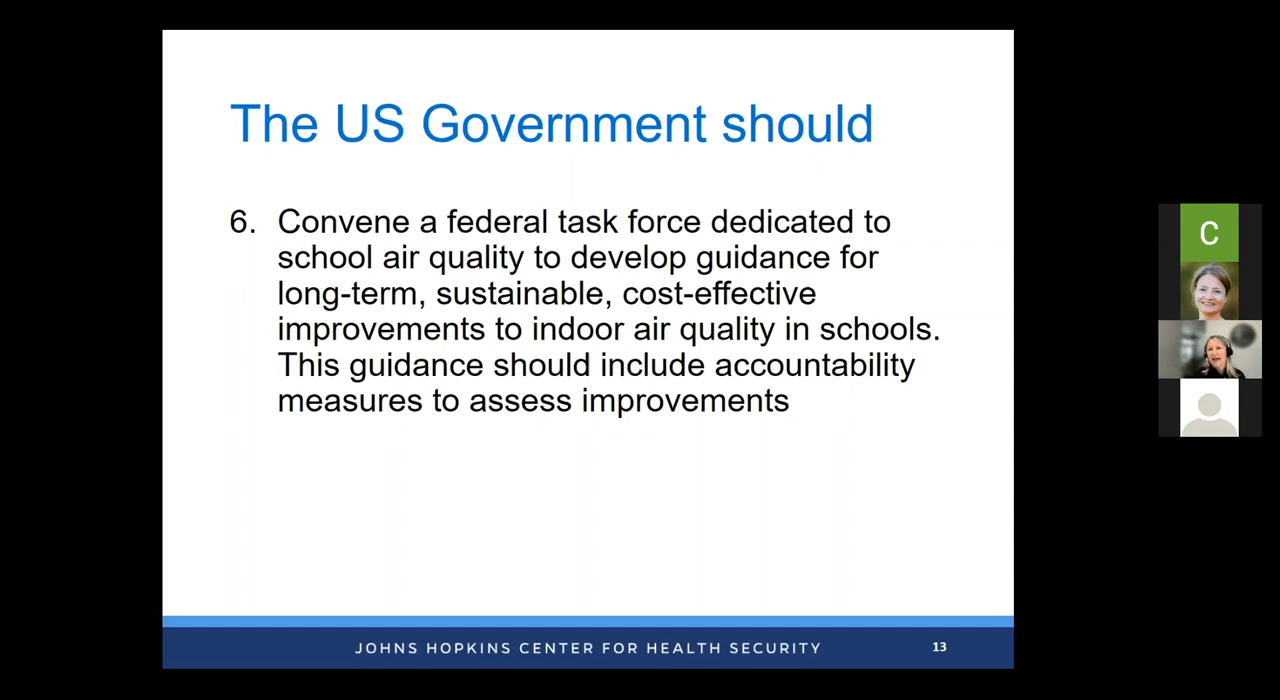 The US Government should
6. Convene a federal task force dedicated to
school air quality to develop guidance for
long-term, sustainable, cost-effective
improvements to indoor air quality in schools.
This guidance should include accountability
measures to assess improvements
C
JOHNS HOPKINS CENTER FOR HEALTH SECURITY
13